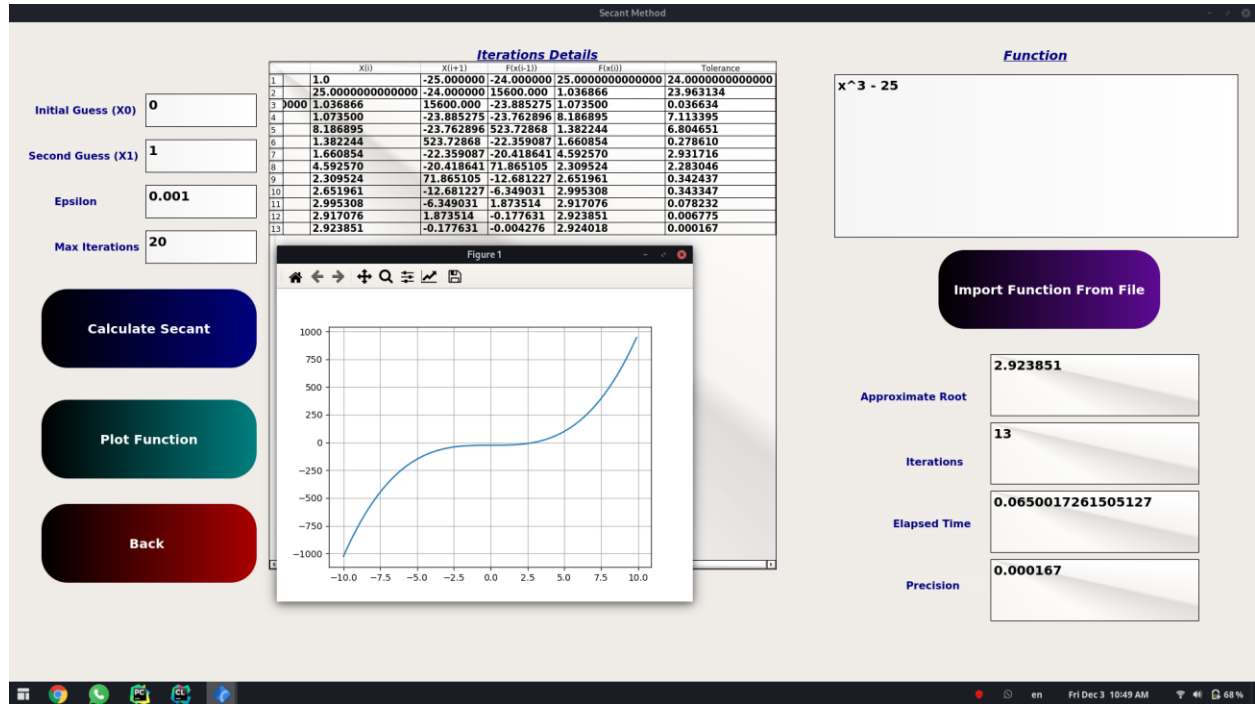 Secant Method
Iterations Details
X(i) X(i+1) F(x(i-1)) F(x(i)) Tolerance
1 1.0 -25.000000 -24.000000 25.0000000000000 24.0000000000000
2 25.0000000000000 -24.000000 15600.000 1.036866 23.963134
3 0000 1.036866 15600.000 -23.885275 1.073500 0.036634
4 1.073500 -23.885275 -23.762896 8.186895 7.113395
5 8.186895 -23.762896 523.72868 1.382244 6.804651
6 1.382244 523.72868 -22.359087 1.660854 0.278610
7 1.660854 -22.359087 -20.418641 4.592570 2.931716
8 4.592570 -20.418641 71.865105 2.309524 2.283046
9 2.309524 71.865105 -12.681227 2.651961 0.342437
10 2.651961 -12.681227 -6.349031 2.995308 0.343347
11 2.995308 -6.349031 1.873514 2.917076 0.078232
12 2.917076 1.873514 -0.177631 2.923851 0.006775
13 2.923851 -0.177631 -0.004276 2.924018 0.000167
Initial Guess (X0) 0
Second Guess (X1) 1
Epsilon 0.001
Max Iterations 20
Calculate Secant
Plot Function
Back
Figure 1
1000
750
500
250
0
−250
−500
−750
−1000
−10.0 −7.5 −5.0 −2.5 0.0 2.5 5.0 7.5 10.0
Function
x^3 - 25
Import Function From File
Approximate Root 2.923851
Iterations 13
Elapsed Time 0.0650017261505127
Precision 0.000167
PC CL en Fri Dec 3 10:49 AM 68 %